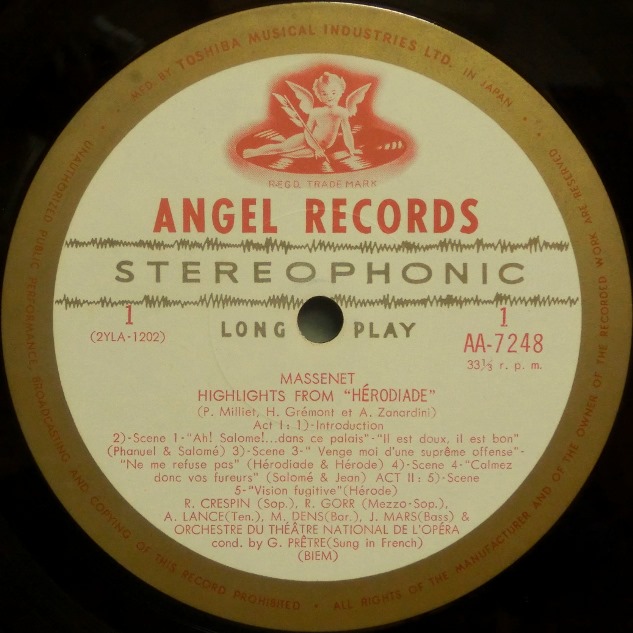 MFD. BY TOSHIBA MUSICAL INDUSTRIES LTD. IN JAPAN
REGD. TRADE MARK
ANGEL RECORDS
STEREOPHONIC
1
(2YLA-1202)
LONG PLAY
1
AA-7248
33⅓ r. p. m.
MASSENET
HIGHLIGHTS FROM "HÉRODIADE"
(P. Milliet, H. Grémont et A. Zanardini)
Act I: 1)-Introduction
2)-Scene 1-"Ah! Salome!...dans ce palais"-"Il est doux, il est bon"
(Phanuel & Salomé) 3)-Scene 3-" Venge moi d'une suprême offense"-
"Ne me refuse pas" (Hérodiade & Hérode) 4)-Scene 4-"Calmez
donc vos fureurs" (Salomé & Jean) ACT II: 5)-Scene
5-"Vision fugitive"(Hérode)
R. CRESPIN (Sop.), R. GORR (Mezzo-Sop.),
A. LANCE(Ten.), M. DENS(Bar.), J. MARS(Bass) &
ORCHESTRE DU THÉÂTRE NATIONAL DE L'OPÉRA
cond. by G. PRÊTRE(Sung in French)
(BIEM)
UNAUTHORIZED PUBLIC PERFORMANCE, BROADCASTING AND COPYING OF THIS RECORD PROHIBITED • ALL RIGHTS OF THE MANUFACTURER AND OF THE OWNER OF THE RECORDED WORK ARE RESERVED